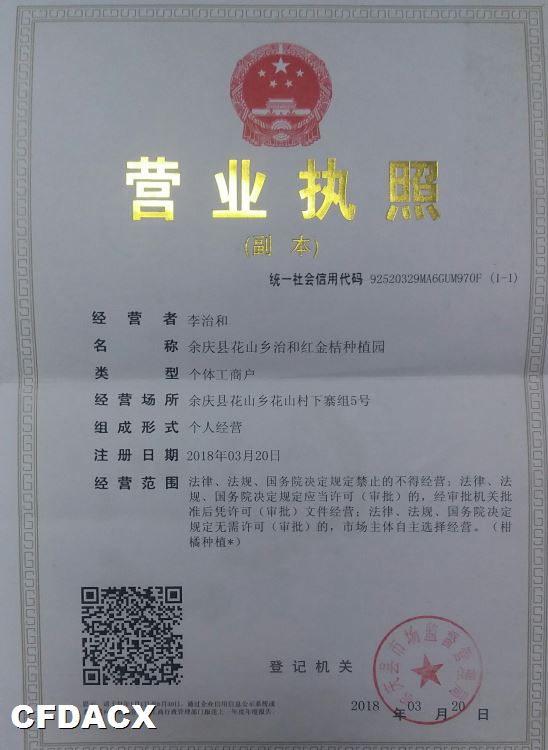 营业执照
(副 本)
统一社会信用代码 92520329MA6GUM970F (1-1)
经营者 李治和
名称 余庆县花山乡治和红金桔种植园
类型 个体工商户
经营场所 余庆县花山乡花山村下寨组5号
组成形式 个人经营
注册日期 2018年03月20日
经营范围 法律、法规、国务院决定规定禁止的不得经营；法律、法
规、国务院决定规定应当许可（审批）的，经审批机关批
准后凭许可（审批）文件经营；法律、法规、国务院决定
规定无需许可（审批）的，市场主体自主选择经营。（柑
橘种植*）
登记机关
县市场监督管理局
2018 年 03 月 20 日
CFDACX